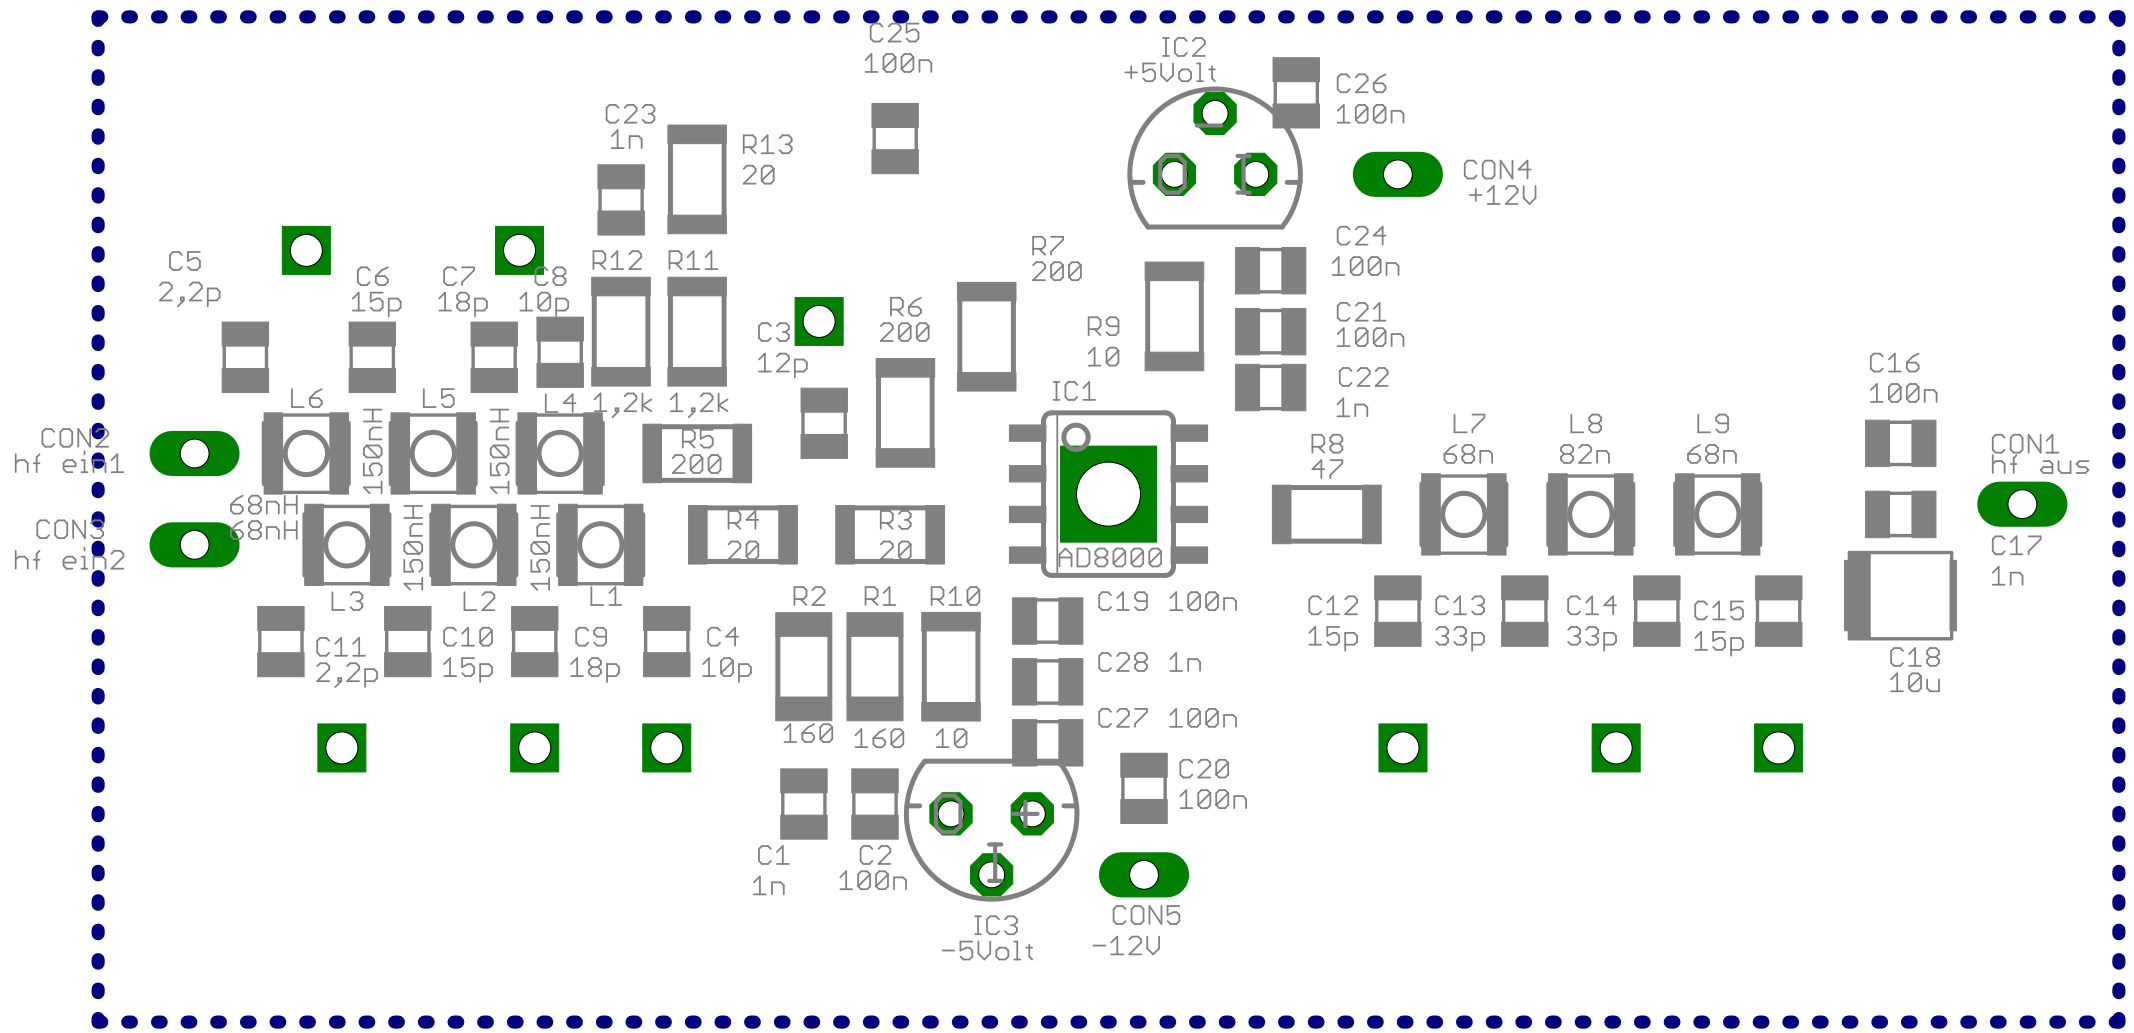 C25
100n
IC2
+5Volt
C26
100n
C23
1n
R13
20
CON4
+12V
C5
2,2p
C6
15p
C7
18p
C8
10p
R12
1,2k
R11
1,2k
R7
200
C24
100n
C3
12p
R6
200
R9
10
C21
100n
C22
1n
C16
100n
L6
L5
L4
IC1
CON2
hf ein1
68nH
150nH
150nH
R5
200
R8
47
L7
68n
L8
82n
L9
68n
CON1
hf aus
CON3
hf ein2
68nH
150nH
150nH
R4
20
R3
20
AD8000
C17
1n
L3
L2
L1
R2
160
R1
160
R10
10
C19 100n
C28 1n
C27 100n
C12
15p
C13
33p
C14
33p
C15
15p
C11
2,2p
C10
15p
C9
18p
C4
10p
C18
10u
C20
100n
C1
1n
C2
100n
CON5
-12V
IC3
-5Volt